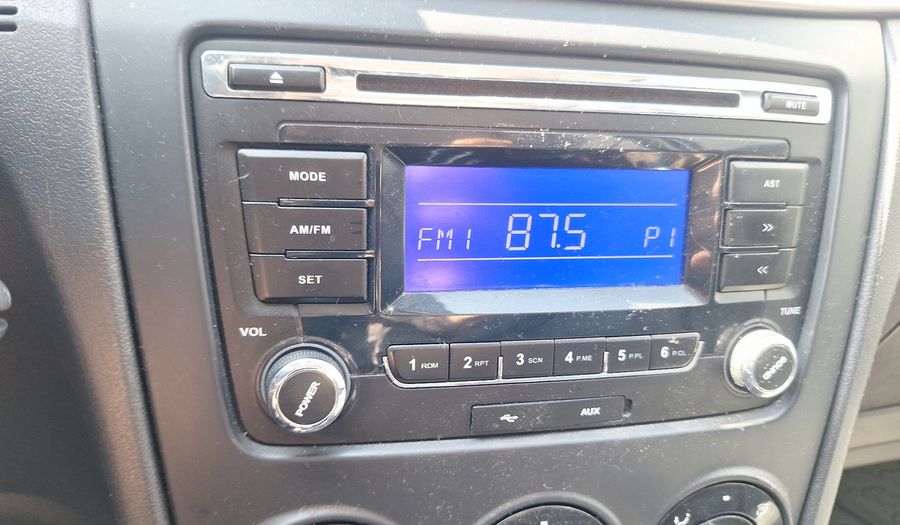 MUTE
MODE
AM/FM
SET
FM1 87.5 P1
AST
VOL
TUNE
POWER
1 RDM
2 RPT
3 SCN
4 P.ME
5 P.PL
6 P.CL
AUX